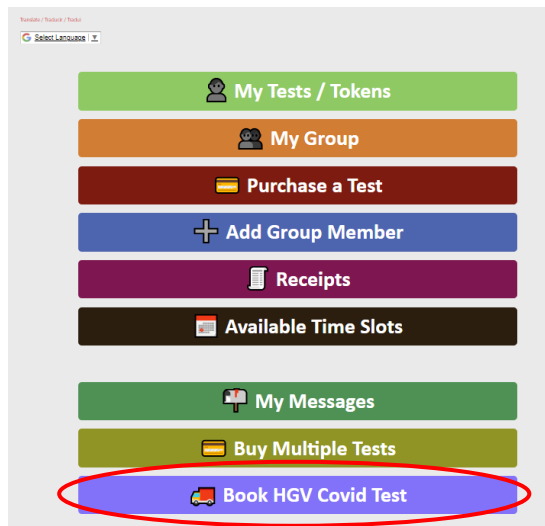 Translate / Traducir / Traduz
Select Language | ▼
My Tests / Tokens
My Group
Purchase a Test
Add Group Member
Receipts
Available Time Slots
My Messages
Buy Multiple Tests
Book HGV Covid Test